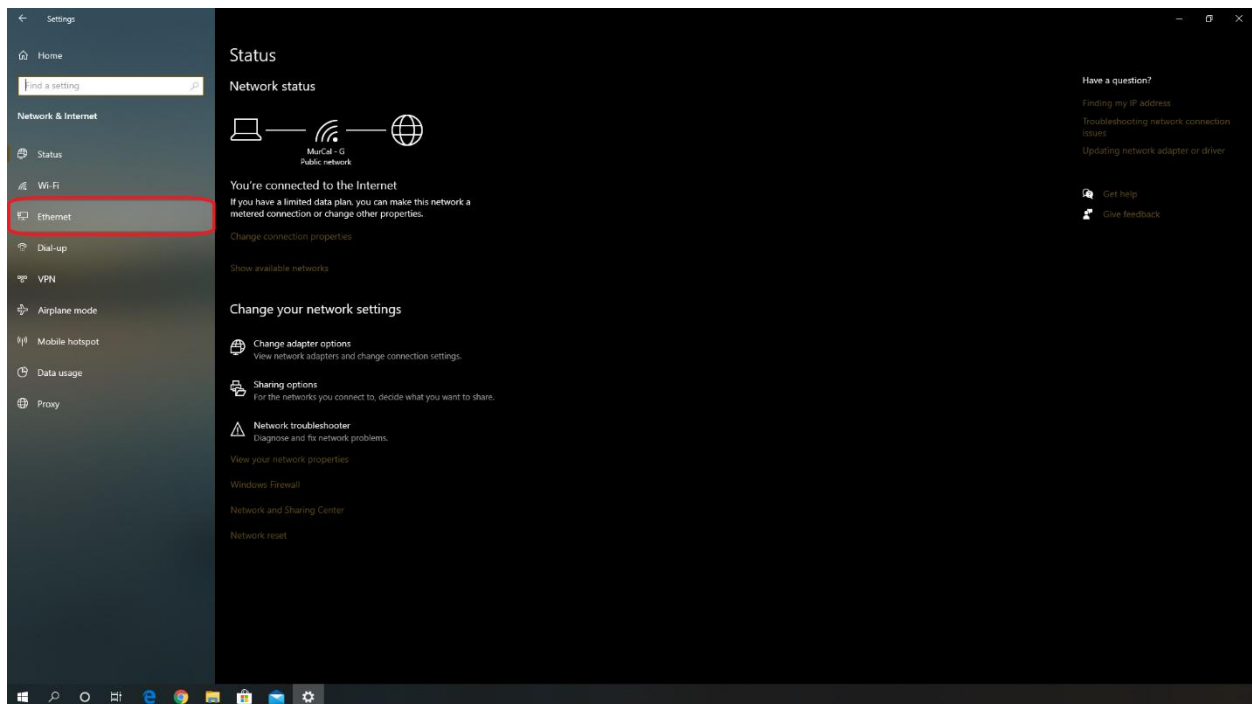 Settings
Home
Find a setting
Network & Internet
Status
Wi-Fi
Ethernet
Dial-up
VPN
Airplane mode
Mobile hotspot
Data usage
Proxy
Status
Network status
MurCal - G
Public network
You're connected to the Internet
If you have a limited data plan, you can make this network a
metered connection or change other properties.
Change connection properties
Show available networks
Change your network settings
Change adapter options
View network adapters and change connection settings.
Sharing options
For the networks you connect to, decide what you want to share.
Network troubleshooter
Diagnose and fix network problems.
View your network properties
Windows Firewall
Network and Sharing Center
Network reset
Have a question?
Finding my IP address
Troubleshooting network connection
issues
Updating network adapter or driver
Get help
Give feedback